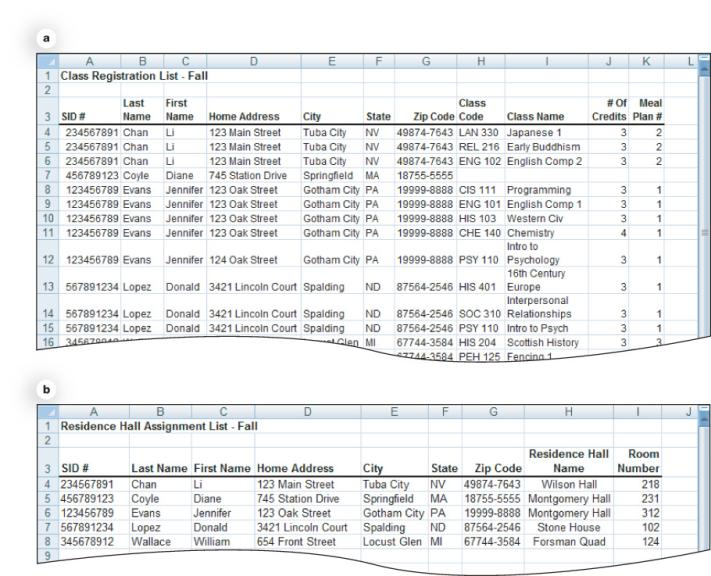 a
A B C D E F G H I J K L
1 Class Registration List - Fall
2
Last First Class # Of Meal
3 SID # Name Name Home Address City State Zip Code Code Class Name Credits Plan #
4 234567891 Chan Li 123 Main Street Tuba City NV 49874-7643 LAN 330 Japanese 1 3 2
5 234567891 Chan Li 123 Main Street Tuba City NV 49874-7643 REL 216 Early Buddhism 3 2
6 234567891 Chan Li 123 Main Street Tuba City NV 49874-7643 ENG 102 English Comp 2 3 2
7 456789123 Coyle Diane 745 Station Drive Springfield MA 18755-5555
8 123456789 Evans Jennifer 123 Oak Street Gotham City PA 19999-8888 CIS 111 Programming 3 1
9 123456789 Evans Jennifer 123 Oak Street Gotham City PA 19999-8888 ENG 101 English Comp 1 3 1
10 123456789 Evans Jennifer 123 Oak Street Gotham City PA 19999-8888 HIS 103 Western Civ 3 1
11 123456789 Evans Jennifer 123 Oak Street Gotham City PA 19999-8888 CHE 140 Chemistry 4 1
Intro to
12 123456789 Evans Jennifer 124 Oak Street Gotham City PA 19999-8888 PSY 110 Psychology 3 1
16th Century
13 567891234 Lopez Donald 3421 Lincoln Court Spalding ND 87564-2546 HIS 401 Europe 3 1
Interpersonal
14 567891234 Lopez Donald 3421 Lincoln Court Spalding ND 87564-2546 SOC 310 Relationships 3 1
15 567891234 Lopez Donald 3421 Lincoln Court Spalding ND 87564-2546 PSY 110 Intro to Psych 3 1
16 Glen MI 67744-3584 HIS 204 Scottish History 3 3
67744-3584 PEH 125 Fencing 1
b
A B C D E F G H I J
1 Residence Hall Assignment List - Fall
2
Residence Hall Room
3 SID # Last Name First Name Home Address City State Zip Code Name Number
4 234567891 Chan Li 123 Main Street Tuba City NV 49874-7643 Wilson Hall 218
5 456789123 Coyle Diane 745 Station Drive Springfield MA 18755-5555 Montgomery Hall 231
6 123456789 Evans Jennifer 123 Oak Street Gotham City PA 19999-8888 Montgomery Hall 312
7 567891234 Lopez Donald 3421 Lincoln Court Spalding ND 87564-2546 Stone House 102
8 345678912 Wallace William 654 Front Street Locust Glen MI 67744-3584 Forsman Quad 124
9